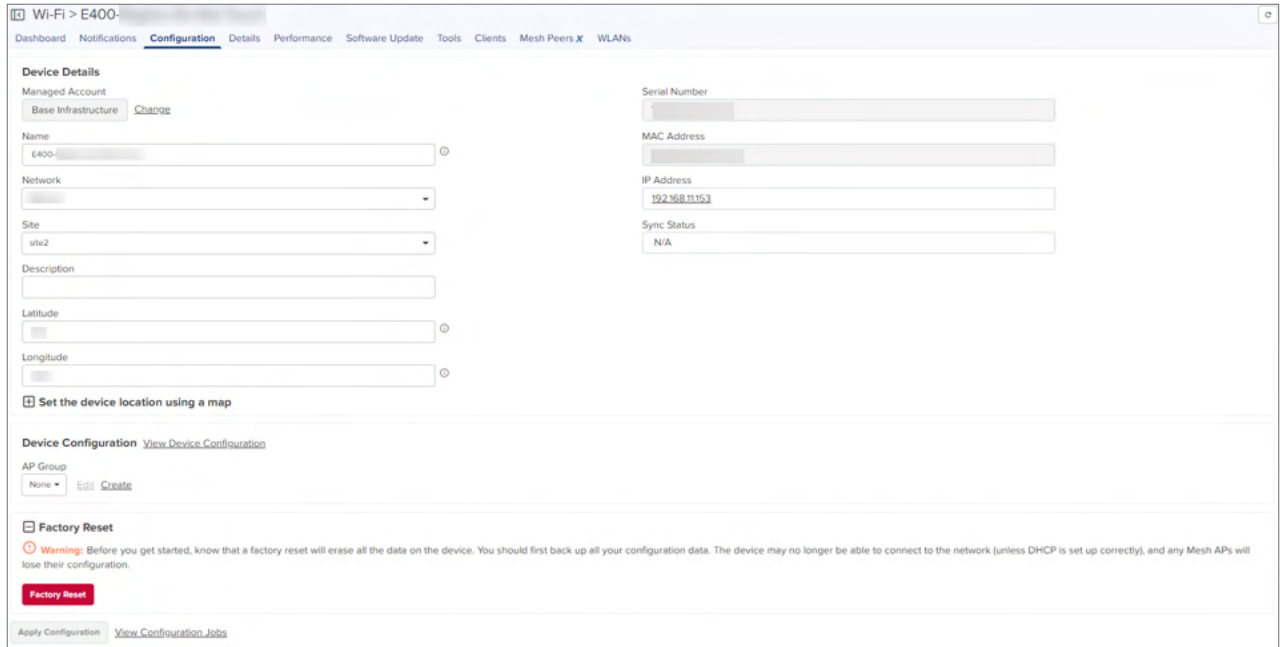 Wi-Fi > E400-
Dashboard Notifications Configuration Details Performance Software Update Tools Clients Mesh Peers X WLANs
Device Details
Managed Account
Base Infrastructure Change
Name
E400-
Network
Site
site2
Description
Latitude
Longitude
Set the device location using a map
Serial Number
MAC Address
IP Address
192.168.11.153
Sync Status
N/A
Device Configuration View Device Configuration
AP Group
None Edit Create
Factory Reset
Warning: Before you get started, know that a factory reset will erase all the data on the device. You should first back up all your configuration data. The device may no longer be able to connect to the network (unless DHCP is set up correctly), and any Mesh APs will
lose their configuration.
Factory Reset
Apply Configuration View Configuration Jobs